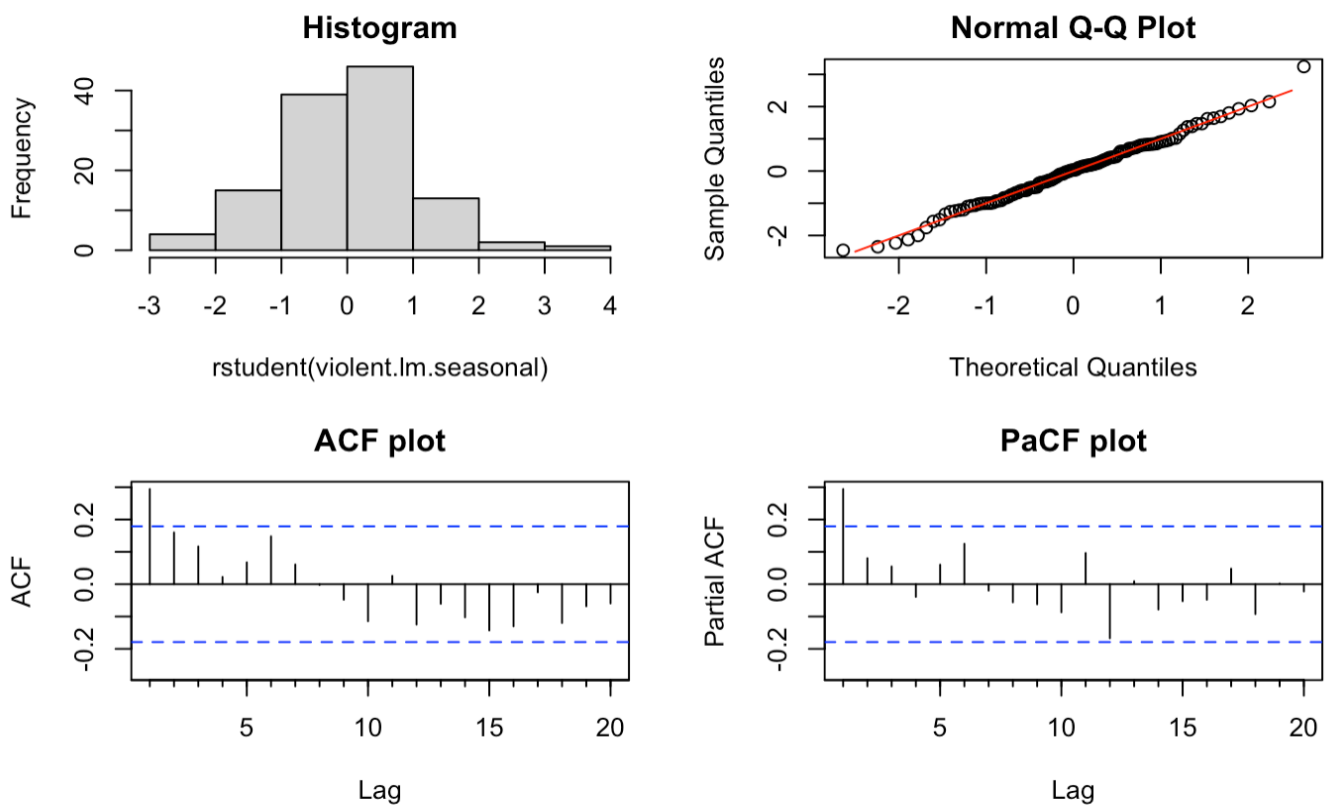 Histogram
Frequency
0 20 40
-3 -2 -1 0 1 2 3 4
rstudent(violent.lm.seasonal)
Normal Q-Q Plot
Sample Quantiles
-2 0 2
-2 -1 0 1 2
Theoretical Quantiles
ACF plot
ACF
-0.2 0.0 0.2
5 10 15 20
Lag
PaCF plot
Partial ACF
-0.2 0.0 0.2
5 10 15 20
Lag